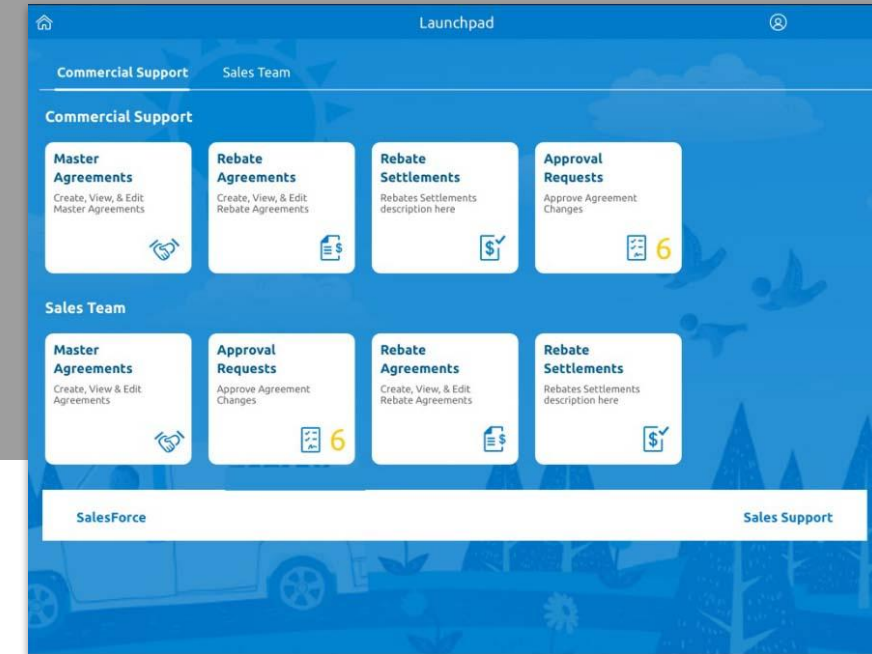 Launchpad
Commercial Support Sales Team
Commercial Support
Master
Agreements
Create, View, & Edit
Master Agreements
Rebate
Agreements
Create, View, & Edit
Rebate Agreements
Rebate
Settlements
Rebates Settlements
description here
Approval
Requests
Approve Agreement
Changes
6
Sales Team
Master
Agreements
Create, View & Edit
Agreements
Approval
Requests
Approve Agreement
Changes
6
Rebate
Agreements
Create, View, & Edit
Rebate Agreements
Rebate
Settlements
Rebates Settlements
description here
SalesForce Sales Support